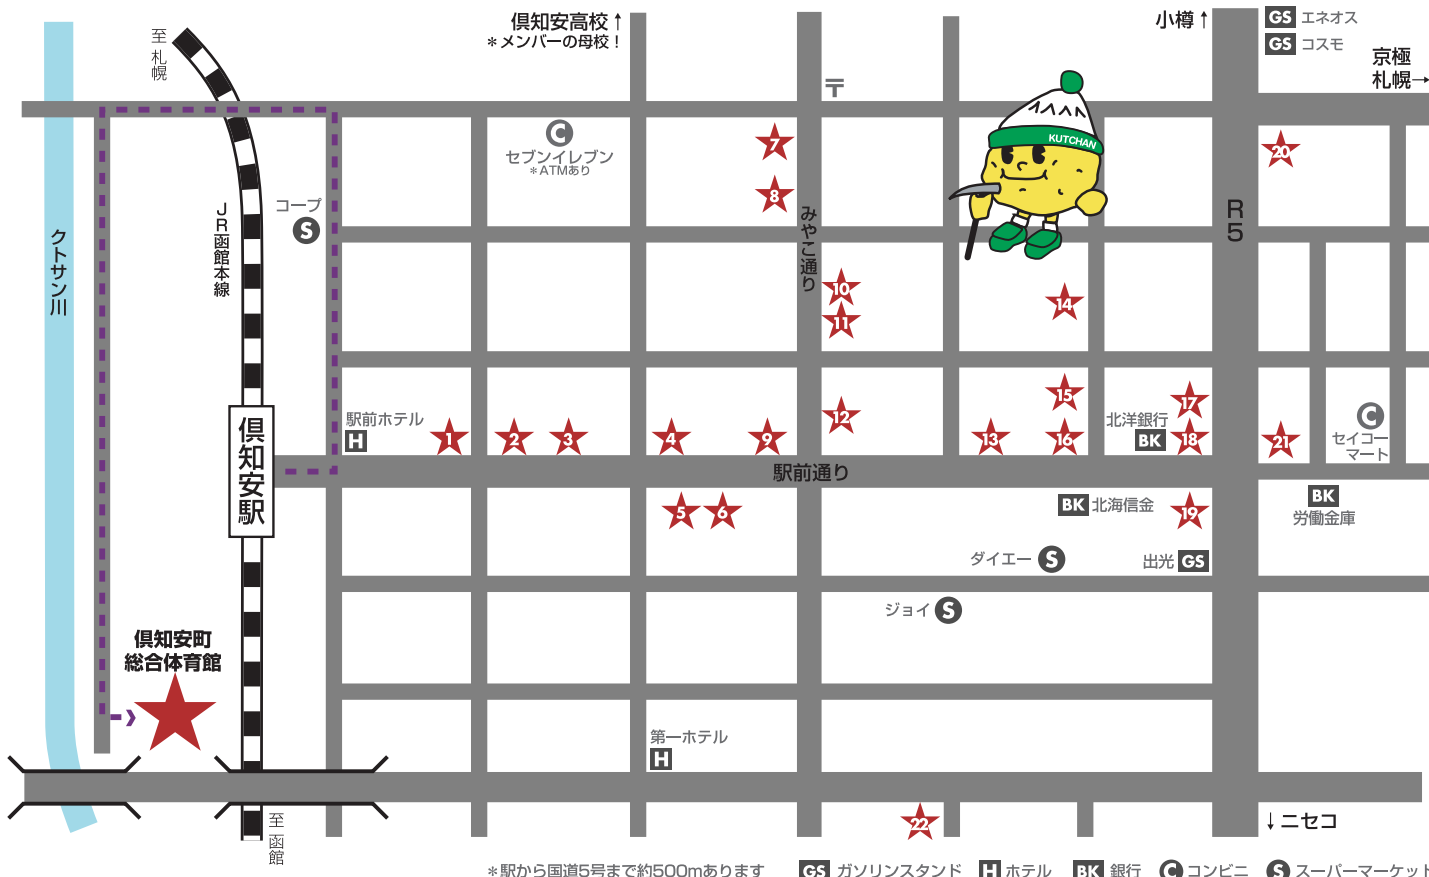 倶知安高校↑
＊メンバーの母校！
小樽↑
GS エネオス
GS コスモ
京極
札幌→
至 札幌
〒
KUTCHAN
C
セブンイレブン
＊ATMあり
7
8
20
コープ
S
JR函館本線
クトサン川
みやこ通り
R5
10
11
14
15
12
17
駅前ホテル
H
1
2
3
4
9
13
16
北洋銀行
BK
18
21
C
セイコー
マート
倶知安駅
駅前通り
5
6
BK 北海信金
19
BK
労働金庫
ダイエー S
出光 GS
ジョイ S
倶知安町
総合体育館
第一ホテル
H
22
↓ニセコ
至 函館
＊駅から国道5号まで約500mあります
GS ガソリンスタンド H ホテル BK 銀行 C コンビニ S スーパーマーケット